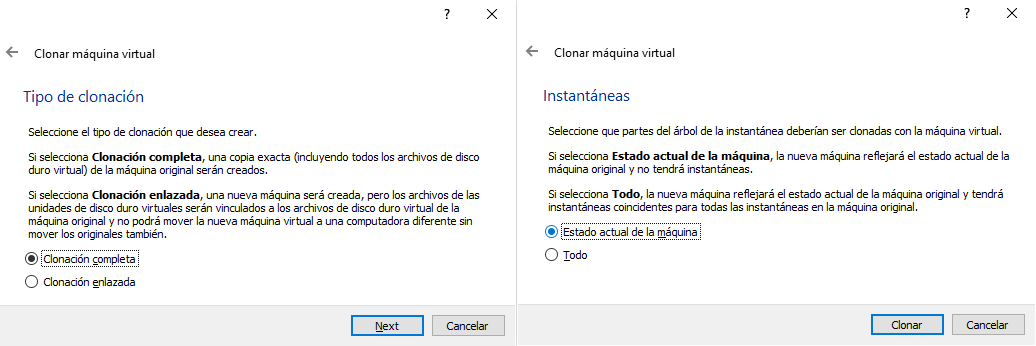 ?
Clonar máquina virtual
Tipo de clonación
Seleccione el tipo de clonación que desea crear.
Si selecciona Clonación completa, una copia exacta (incluyendo todos los archivos de disco
duro virtual) de la máquina original serán creados.
Si selecciona Clonación enlazada, una nueva máquina será creada, pero los archivos de las
unidades de disco duro virtuales serán vinculados a los archivos de disco duro virtual de la
máquina original y no podrá mover la nueva máquina virtual a una computadora diferente sin
mover los originales también.
Clonación completa
Clonación enlazada
Next
Cancelar
?
Clonar máquina virtual
Instantáneas
Seleccione que partes del árbol de la instantánea deberían ser clonadas con la máquina virtual.
Si selecciona Estado actual de la máquina, la nueva máquina reflejará el estado actual de la
máquina original y no tendrá instantáneas.
Si selecciona Todo, la nueva máquina reflejará el estado actual de la máquina original y tendrá
instantáneas coincidentes para todas las instantáneas en la máquina original.
Estado actual de la máquina
Todo
Clonar
Cancelar